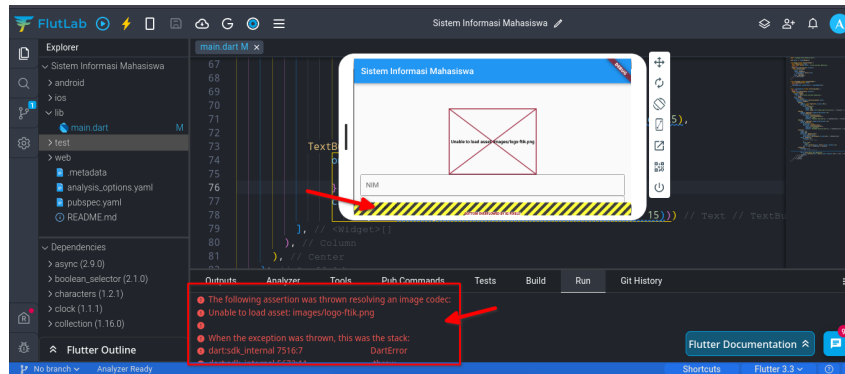 FlutLab
Sistem Informasi Mahasiswa
A
Explorer
main.dart M ×
Sistem Informasi Mahasiswa
android
ios
lib
main.dart M
test
web
.metadata
analysis_options.yaml
pubspec.yaml
README.md
Dependencies
async (2.9.0)
boolean_selector (2.1.0)
characters (1.2.1)
clock (1.1.1)
collection (1.16.0)
Flutter Outline
1
67
68
69
70
71
72
73 TextB
74
75
76 }
77
78 15))) // Text // TextBu
79 ], // <Widget>[]
80 ), // Column
81 ), // Center
Sistem Informasi Mahasiswa
DEBUG
Unable to load asset: images/logo-ftik.png
NIM
Outputs Analyzer Tools Pub Commands Tests Build Run Git History
The following assertion was thrown resolving an image codec:
Unable to load asset: images/logo-ftik.png
When the exception was thrown, this was the stack:
dart:sdk_internal 7516:7 DartError
Flutter Documentation
9
No branch Analyzer Ready Shortcuts Flutter 3.3